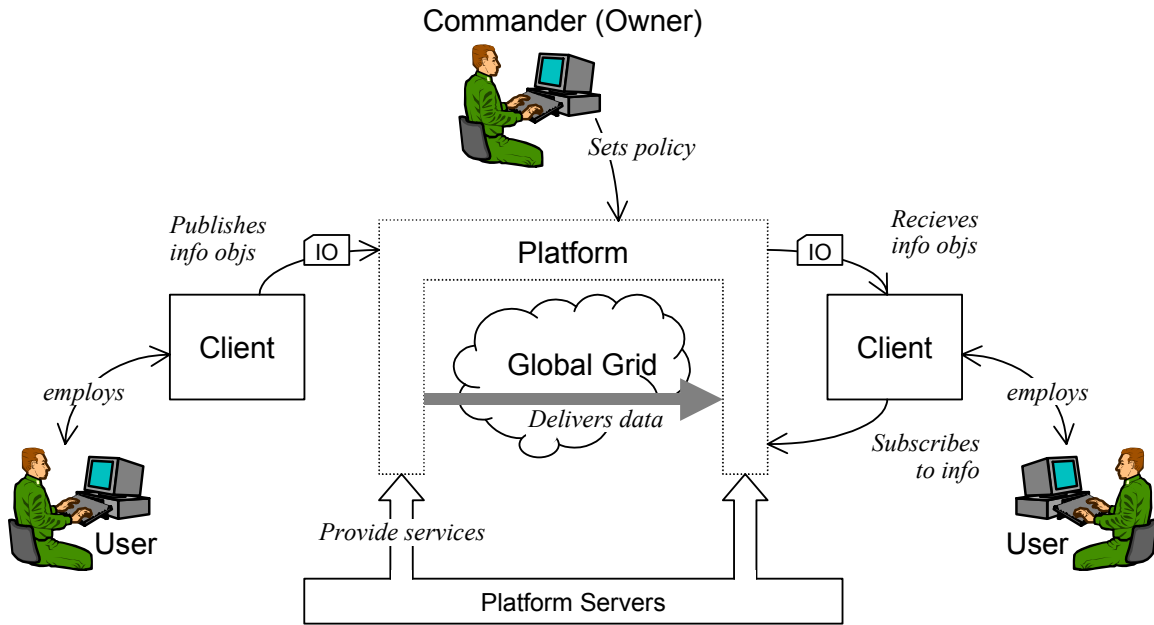 Commander (Owner)
Sets policy
Publishes
info objs
IO
Platform
IO
Recieves
info objs
Client
Global Grid
Client
employs
Delivers data
employs
Subscribes
to info
User
Provide services
User
Platform Servers